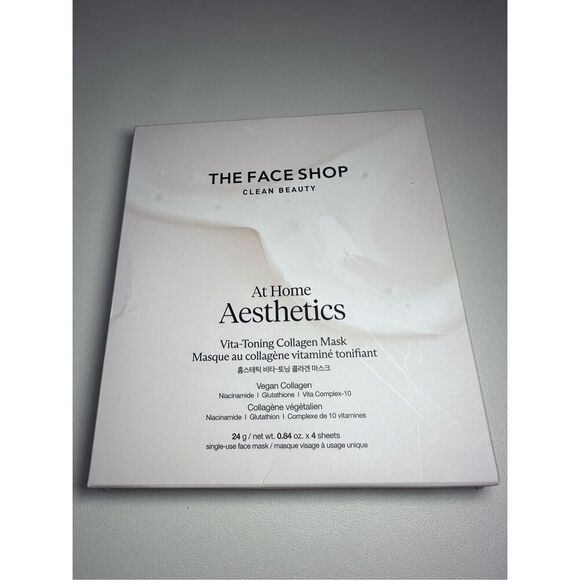 THE FACE SHOP
CLEAN BEAUTY
At Home
Aesthetics
Vita-Toning Collagen Mask
Masque au collagène vitaminé tonifiant
홈스테틱 비타-토닝 콜라겐 마스크
Vegan Collagen
Niacinamide | Glutathione | Vita Complex-10
Collagène végétalien
Niacinamide | Glutathion | Complexe de 10 vitamines
24 g / net wt. 0.84 oz. x 4 sheets
single-use face mask / masque visage à usage unique